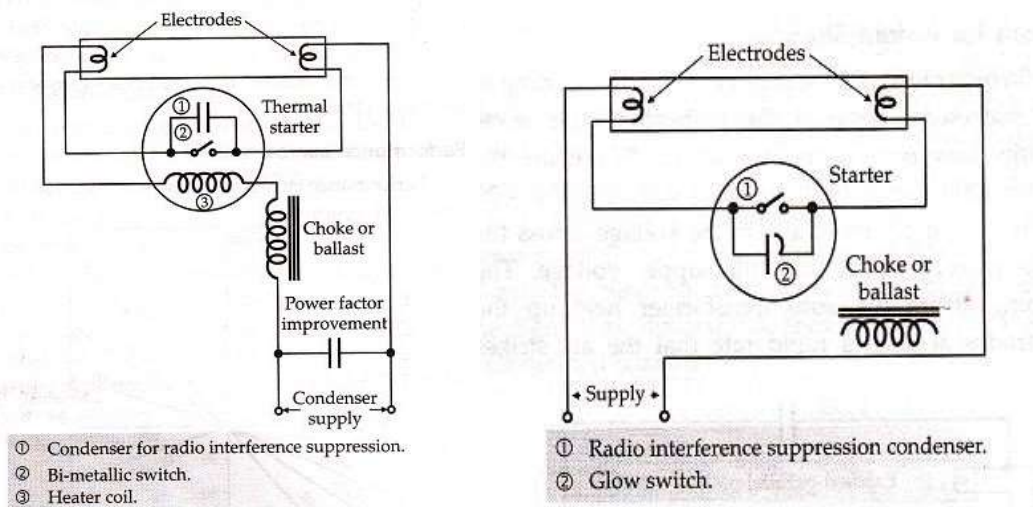 Electrodes
①
②
Thermal
starter
③
Choke or
ballast
Power factor
improvement
Condenser
supply
① Condenser for radio interference suppression.
② Bi-metallic switch.
③ Heater coil.
Electrodes
①
Starter
②
Choke or
ballast
Supply
① Radio interference suppression condenser.
② Glow switch.